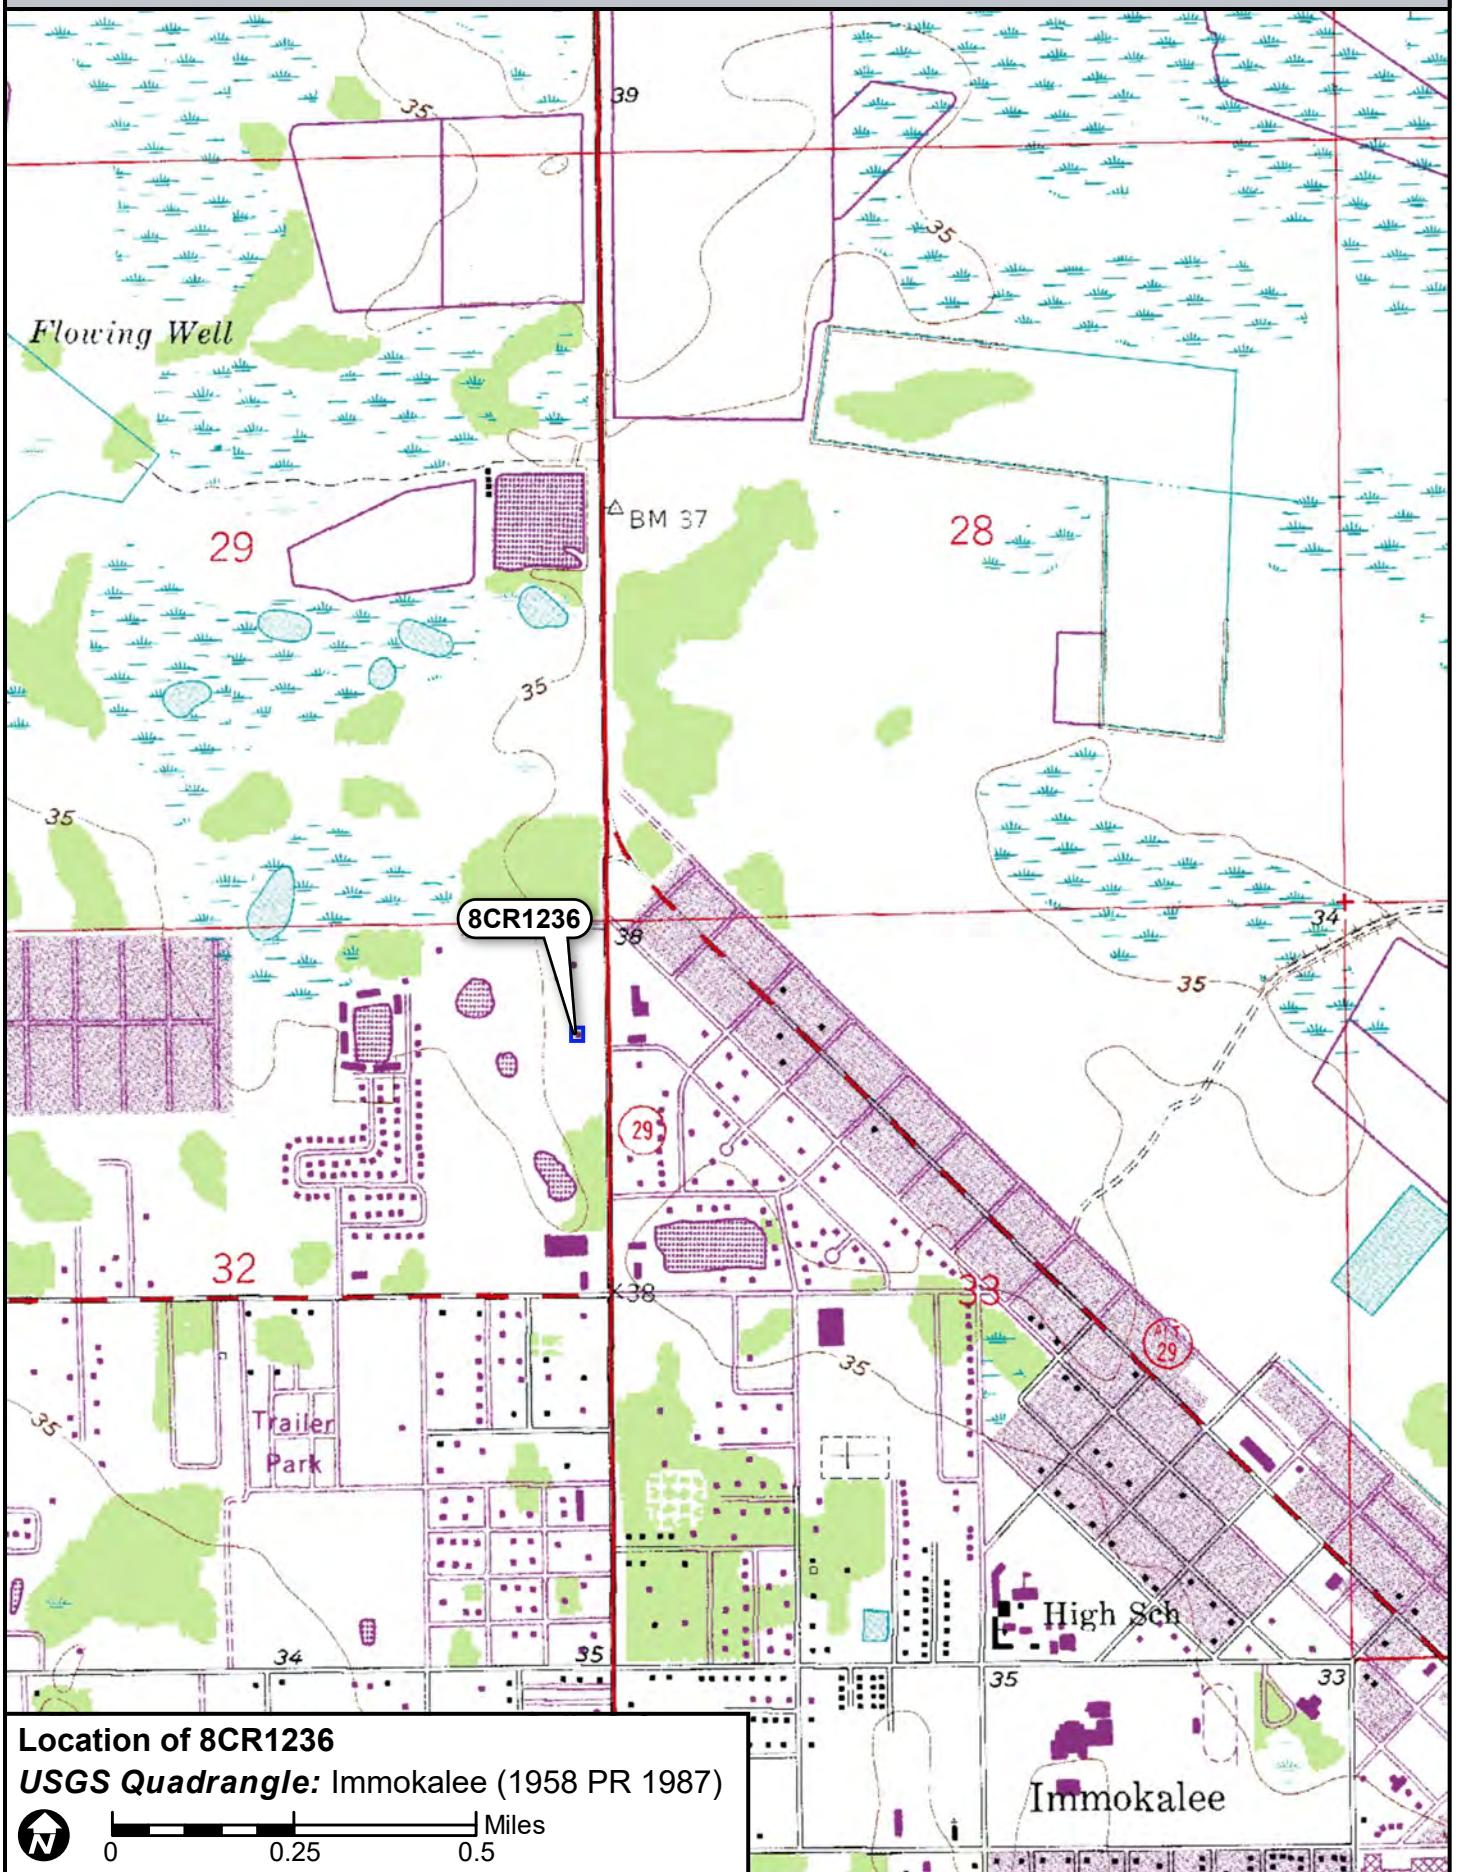 39
35
35
Flowing Well
BM 37
29
28
35
35
8CR1236
38
34
35
29
32
38
33
ALT
29
35
35
Trailer
Park
High Sch
34
35
35
33
Immokalee
Location of 8CR1236
USGS Quadrangle: Immokalee (1958 PR 1987)
N
Miles
0 0.25 0.5